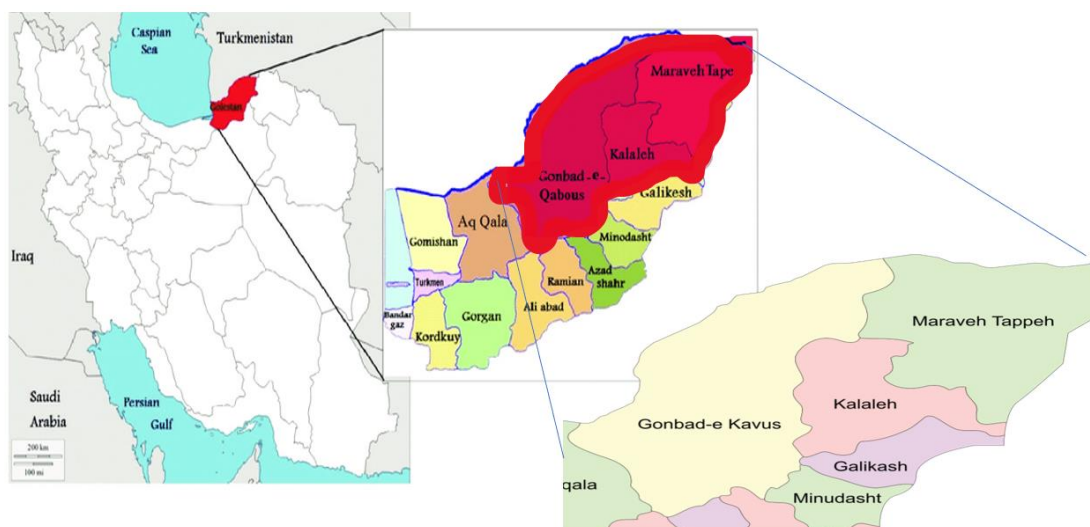 Caspian
Sea
Turkmenistan
Golestan
Iraq
Saudi
Arabia
Persian
Gulf
200 km
100 mi
Maraveh Tape
Kalaleh
Gonbad -e-
Qabous
Galikesh
Aq Qala
Gomishan
Minodasht
Turkmen
Ramian
Azad
shahr
Bandar
gaz
Gorgan
Ali abad
Kordkuy
Maraveh Tappeh
Kalaleh
Gonbad-e Kavus
Galikash
qala
Minudasht